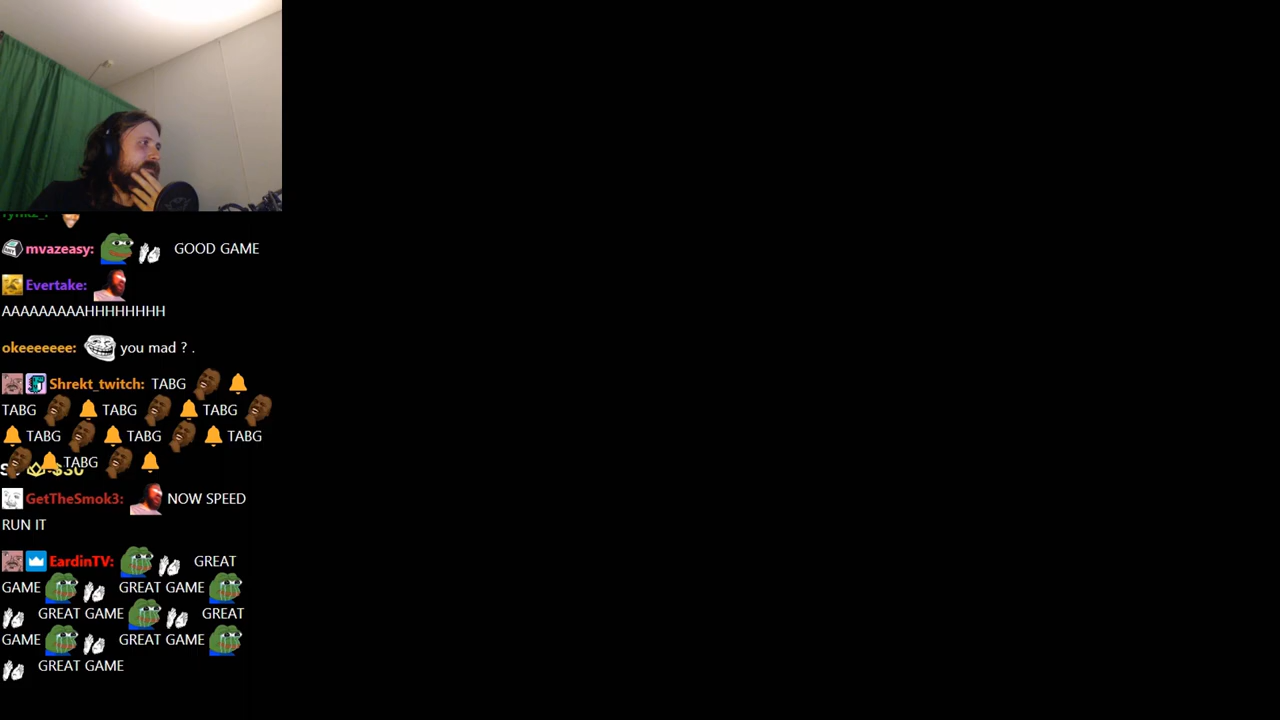 mvazeasy: GOOD GAME
Evertake:
AAAAAAAAAHHHHHHHH
okeeeeeee: you mad ? .
Shrekt_twitch: TABG
TABG TABG TABG
TABG TABG TABG
TABG
GetTheSmok3: NOW SPEED
RUN IT
EardinTV: GREAT
GAME GREAT GAME
GREAT GAME GREAT
GAME GREAT GAME
GREAT GAME